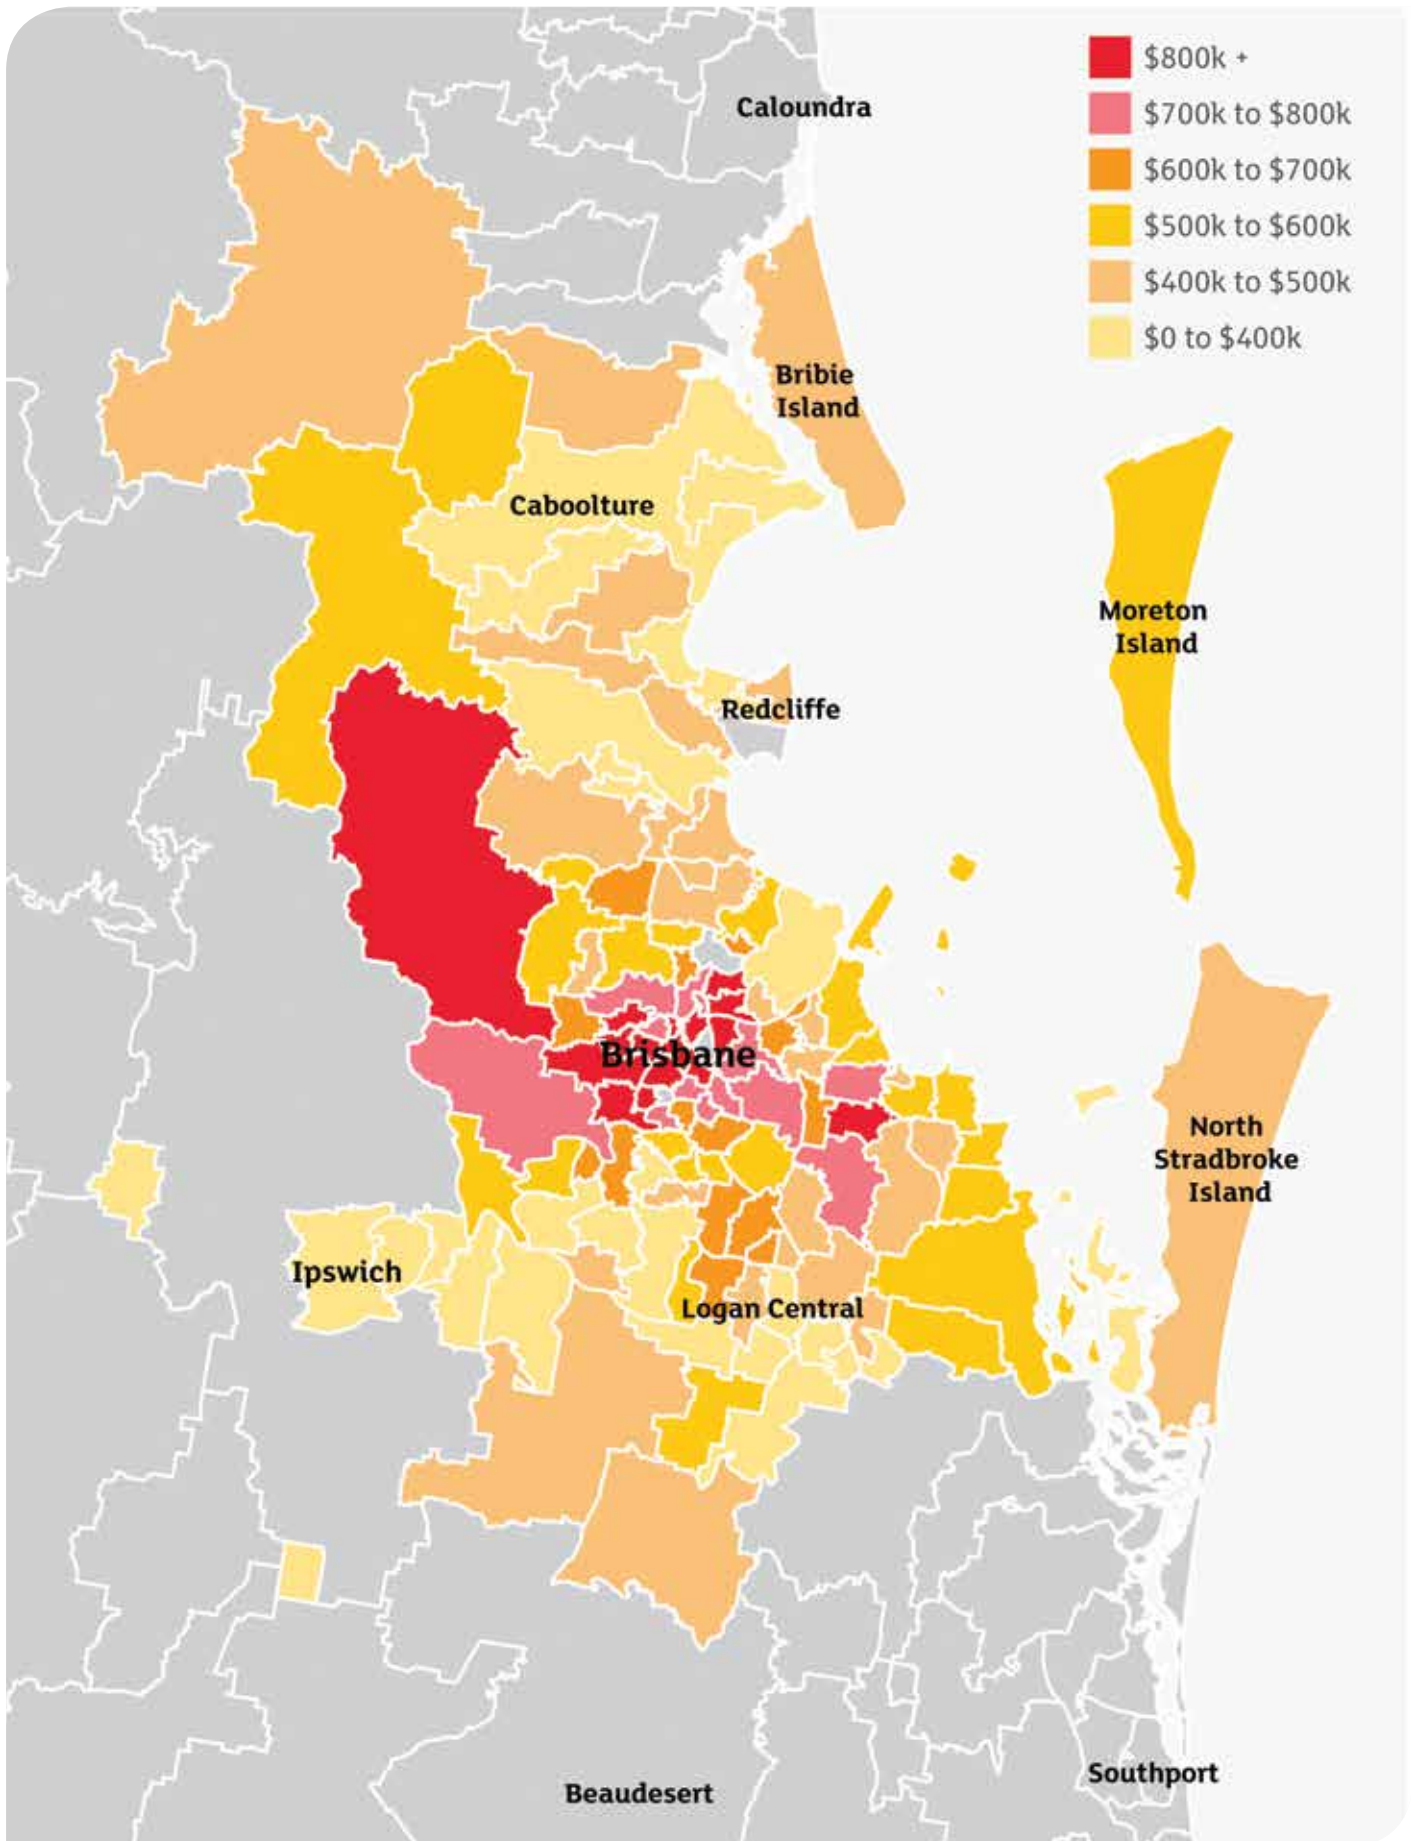 $800k +
$700k to $800k
$600k to $700k
$500k to $600k
$400k to $500k
$0 to $400k
Caloundra
Bribie
Island
Caboolture
Moreton
Island
Redcliffe
Brisbane
North
Stradbroke
Island
Ipswich
Logan Central
Southport
Beaudesert